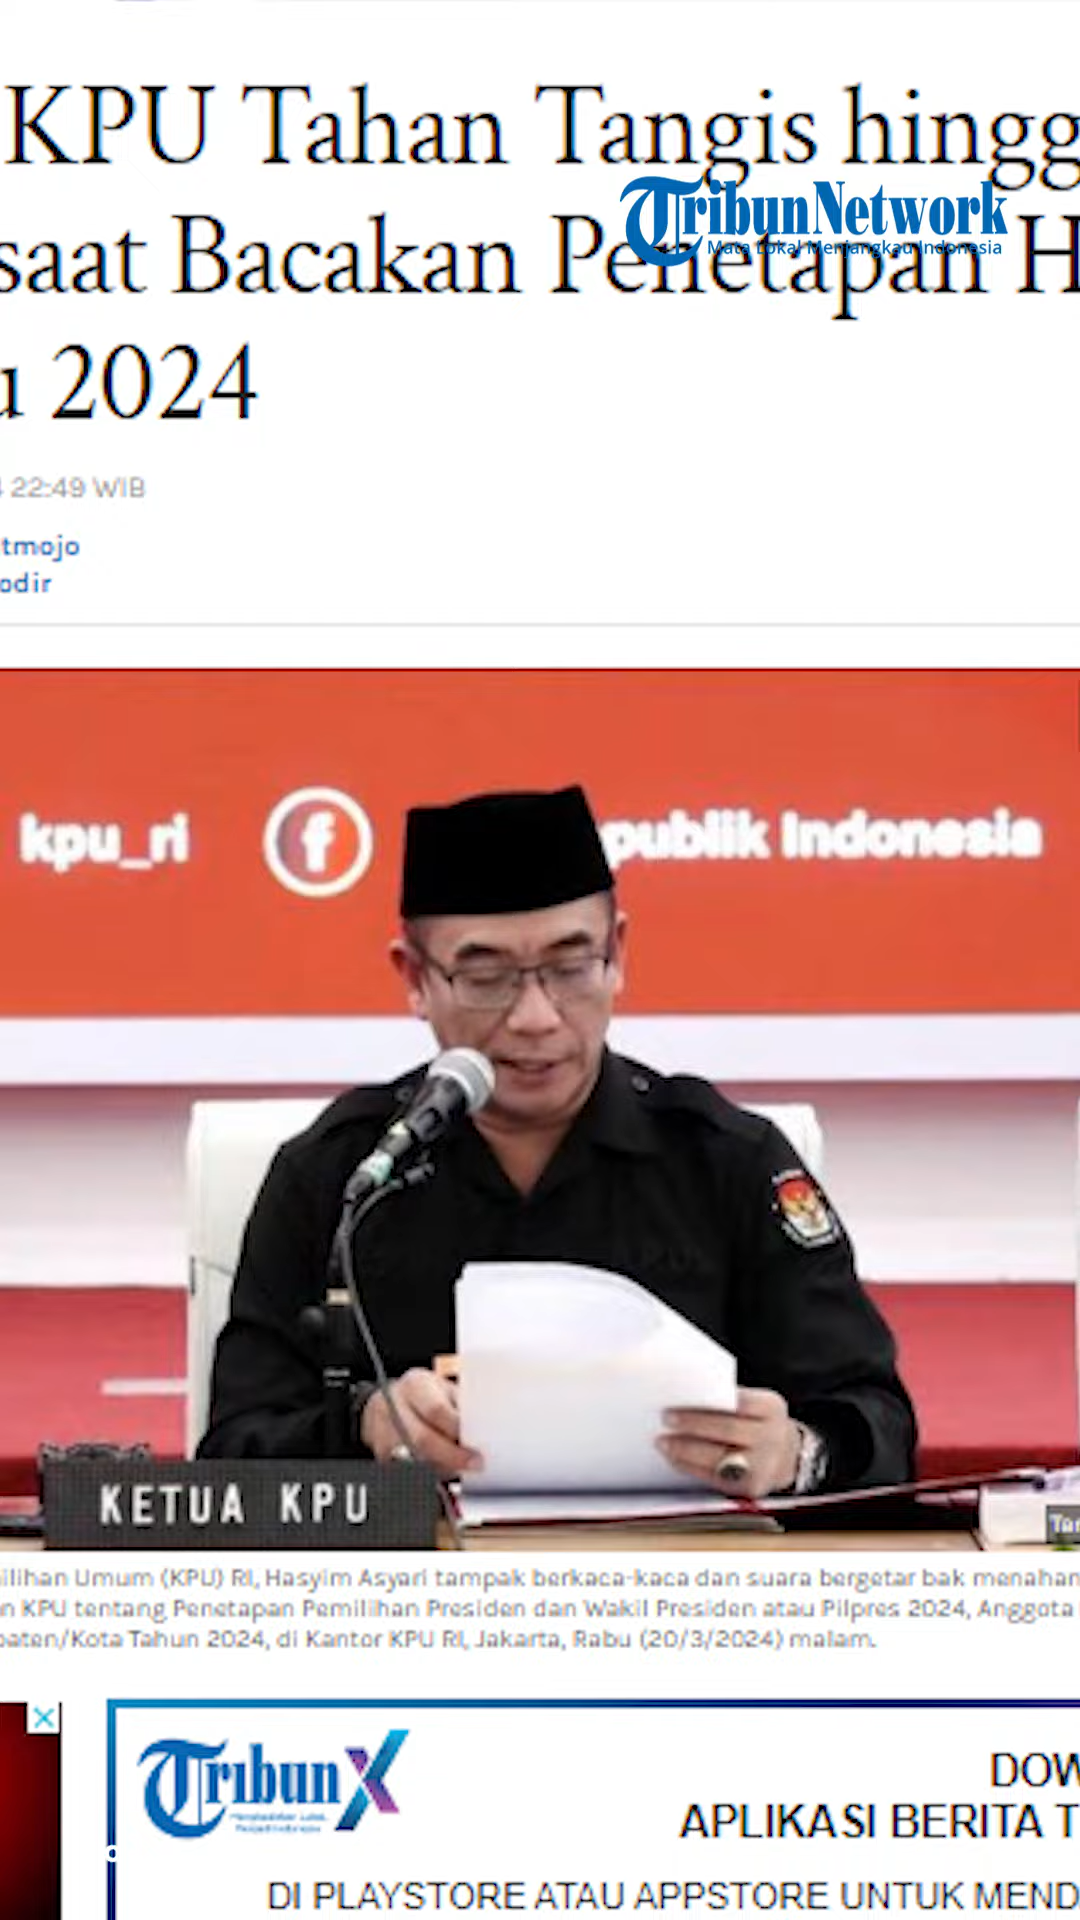 KPU Tahan Tangis hingg
TribunNetwork
Mata Lokal Menjangkau Indonesia
saat Bacakan Penetapan H
u 2024
4 22:49 WIB
tmojo
odir
kpu_ri
f
publik Indonesia
KETUA KPU
Tar
ilihan Umum (KPU) RI, Hasyim Asyari tampak berkaca-kaca dan suara bergetar bak menahan
n KPU tentang Penetapan Pemilihan Presiden dan Wakil Presiden atau Pilpres 2024, Anggota
paten/Kota Tahun 2024, di Kantor KPU RI, Jakarta, Rabu (20/3/2024) malam.
TribunX
DOW
APLIKASI BERITA T
DI PLAYSTORE ATAU APPSTORE UNTUK MEND